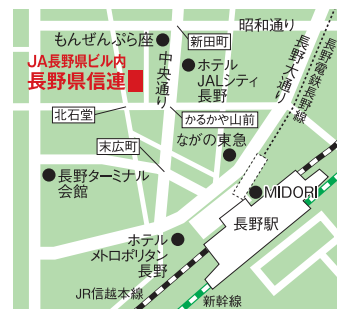 昭和通り
もんぜんぷら座
新田町
JA長野県ビル内
長野県信連
中央通り
ホテル
JALシティ
長野
長野大通り
長野電鉄長野線
北石堂
かるかや山前
末広町
ながの東急
長野ターミナル
会館
MIDORI
長野駅
ホテル
メトロポリタン
長野
JR信越本線
新幹線